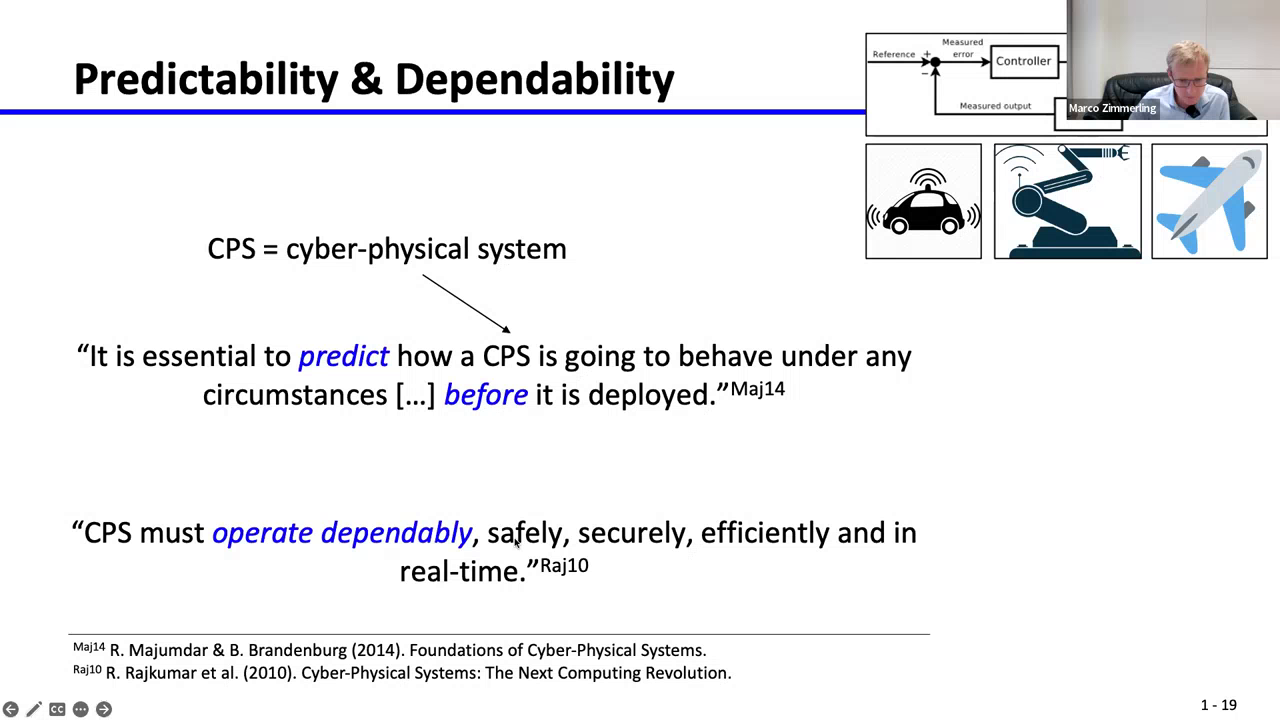 Predictability & Dependability
Reference
+
−
Measured
error
Controller
Measured output
Marco Zimmerling
CPS = cyber-physical system
“It is essential to predict how a CPS is going to behave under any
circumstances […] before it is deployed.”Maj14
“CPS must operate dependably, safely, securely, efficiently and in
real-time.”Raj10
Maj14 R. Majumdar & B. Brandenburg (2014). Foundations of Cyber-Physical Systems.
Raj10 R. Rajkumar et al. (2010). Cyber-Physical Systems: The Next Computing Revolution.
CC
1 - 19